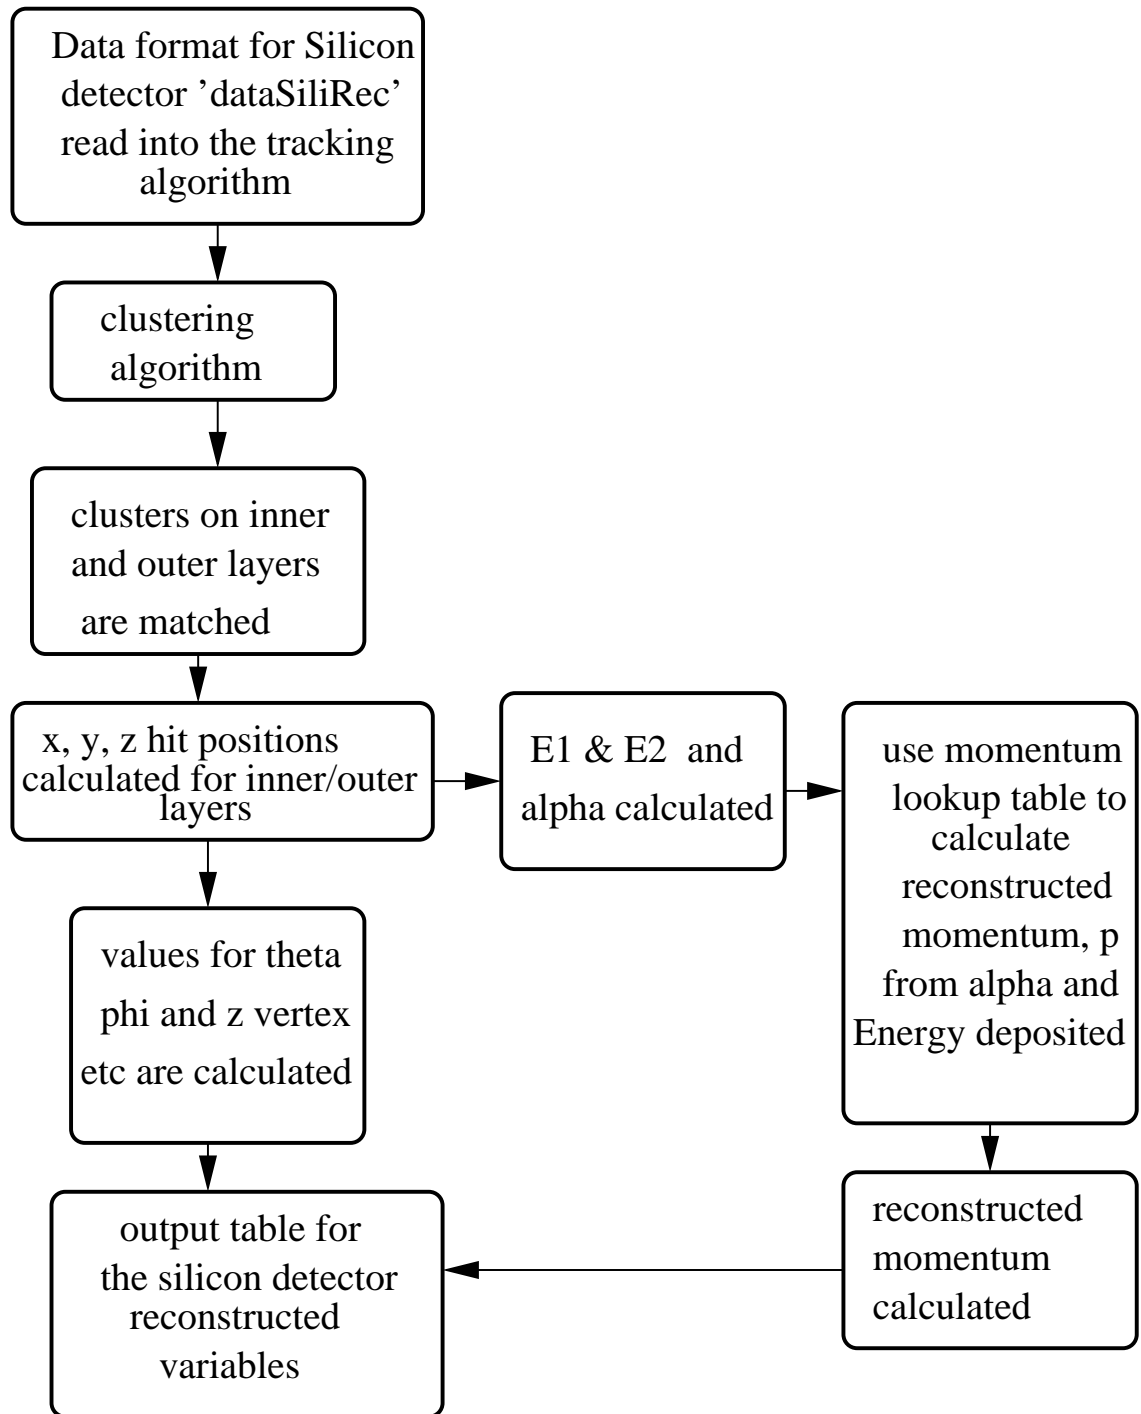 Data format for Silicon
detector ’dataSiliRec’
read into the tracking
algorithm
clustering
algorithm
clusters on inner
and outer layers
are matched
x, y, z hit positions
calculated for inner/outer
layers
E1 & E2 and
alpha calculated
use momentum
lookup table to
calculate
reconstructed
momentum, p
from alpha and
Energy deposited
values for theta
phi and z vertex
etc are calculated
reconstructed
momentum
calculated
output table for
the silicon detector
reconstructed
variables